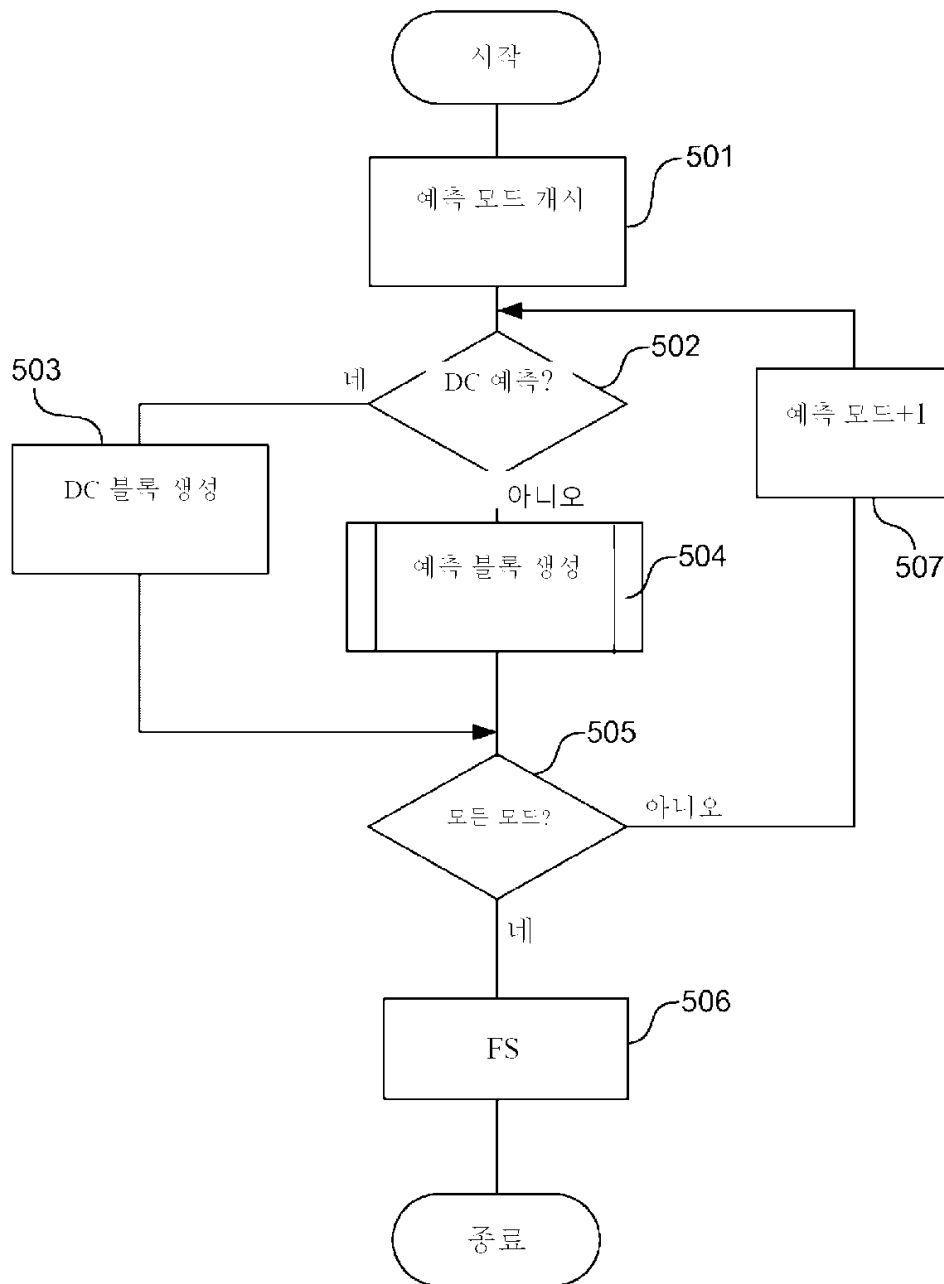 시작
501
예측 모드 개시
502
DC 예측?
네
503
DC 블록 생성
예측 모드+1
507
아니오
예측 블록 생성
504
505
모든 모드?
아니오
네
506
FS
종료